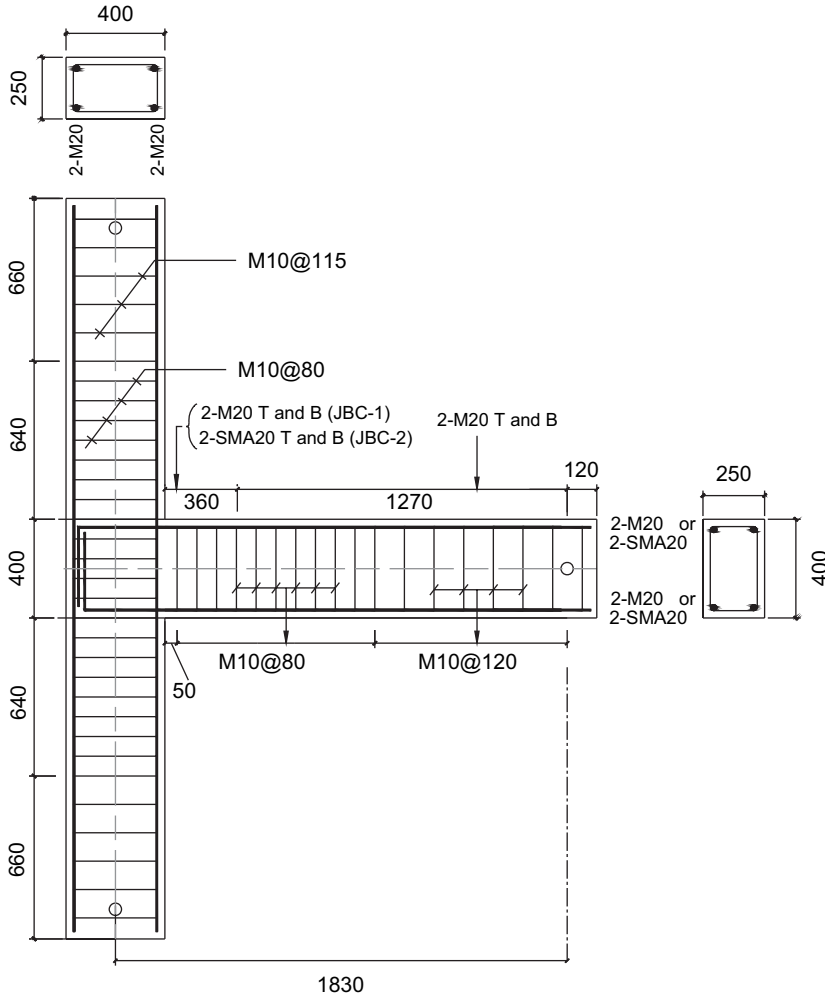 400
250
2-M20
2-M20
660
M10@115
M10@80
640
2-M20 T and B (JBC-1)
2-SMA20 T and B (JBC-2)
2-M20 T and B
120
360
1270
250
400
2-M20 or
2-SMA20
400
2-M20 or
2-SMA20
M10@80
M10@120
50
640
660
1830